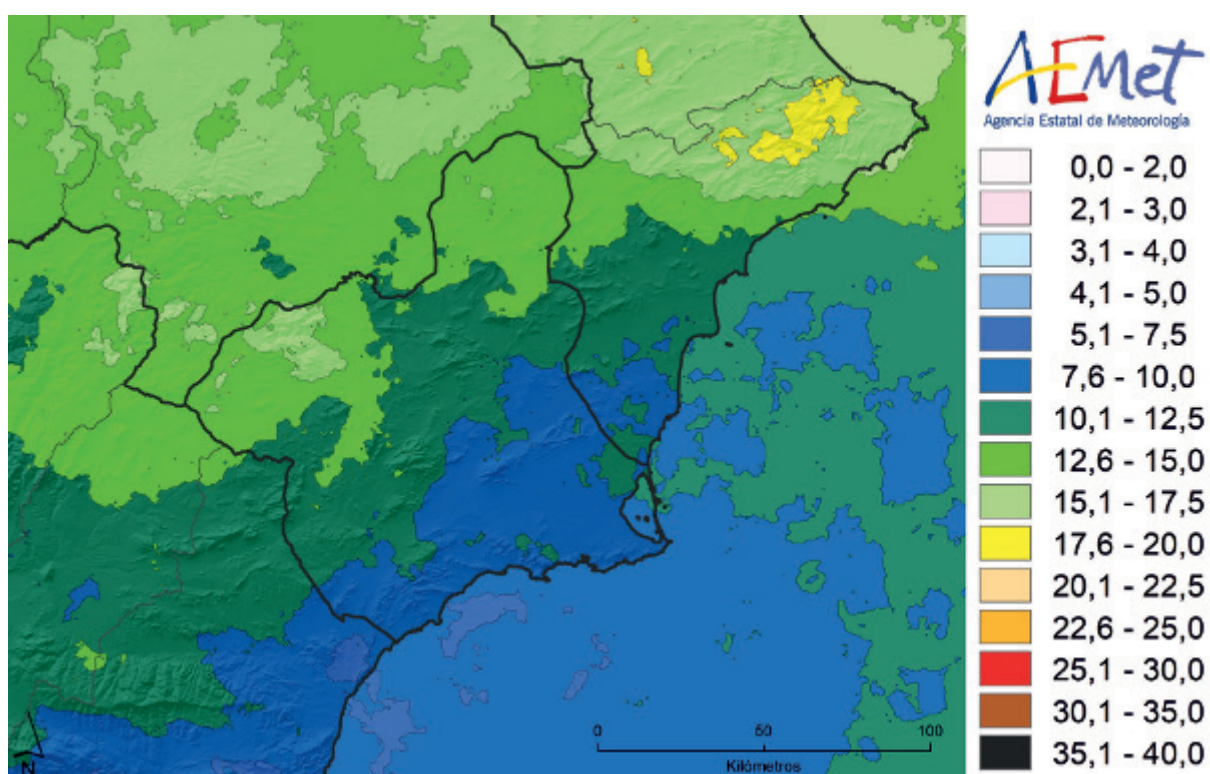 AEMet
Agencia Estatal de Meteorología
0,0 - 2,0
2,1 - 3,0
3,1 - 4,0
4,1 - 5,0
5,1 - 7,5
7,6 - 10,0
10,1 - 12,5
12,6 - 15,0
15,1 - 17,5
17,6 - 20,0
20,1 - 22,5
22,6 - 25,0
25,1 - 30,0
30,1 - 35,0
35,1 - 40,0
0 50 100
Kilómetros
N